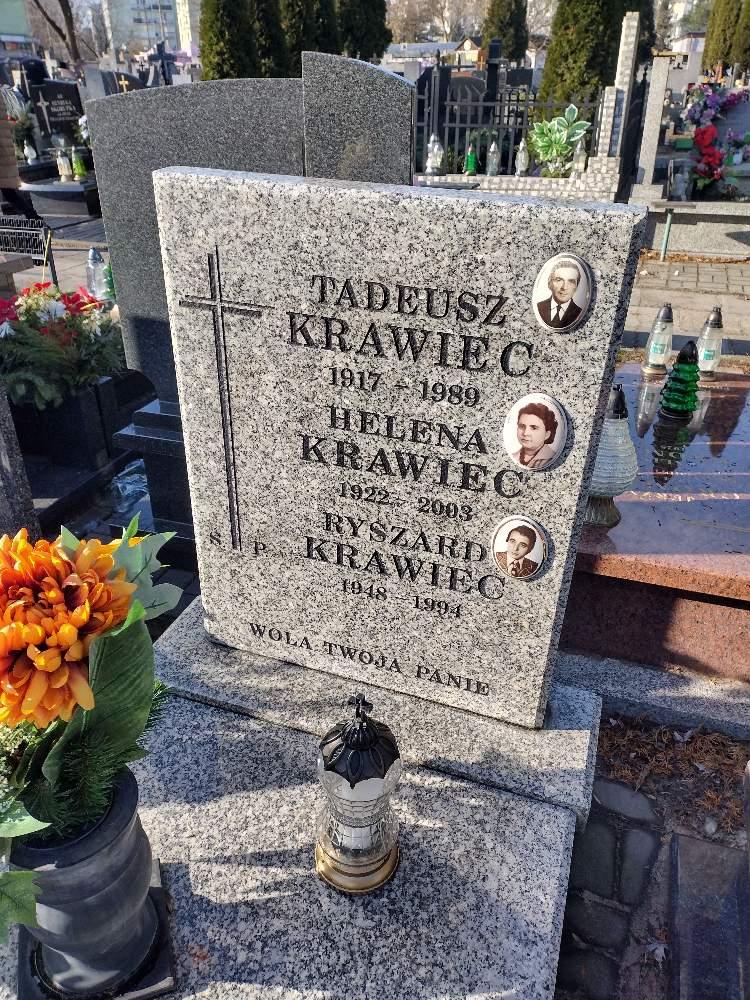 TADEUSZ
KRAWIEC
1917 - 1989
HELENA
KRAWIEC
1922 - 2003
RYSZARD
KRAWIEC
1948 - 1994
Ś. P.
WOLA TWOJA PANIE